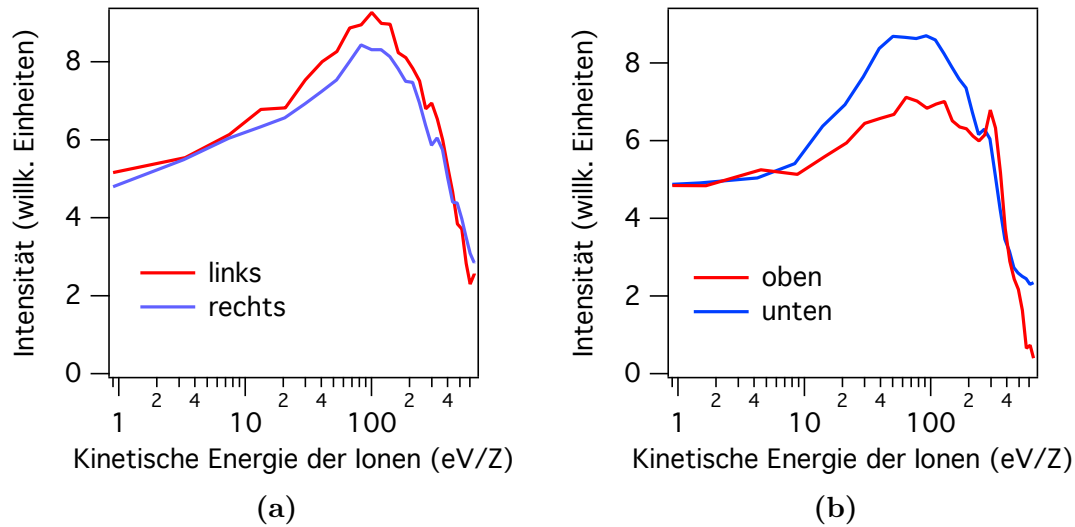 Intensität (willk. Einheiten)
8
6
4
2
0
links
rechts
2 4 2 4 2 4
1 10 100
Kinetische Energie der Ionen (eV/Z)
(a)
Intensität (willk. Einheiten)
8
6
4
2
0
oben
unten
2 4 2 4 2 4
1 10 100
Kinetische Energie der Ionen (eV/Z)
(b)